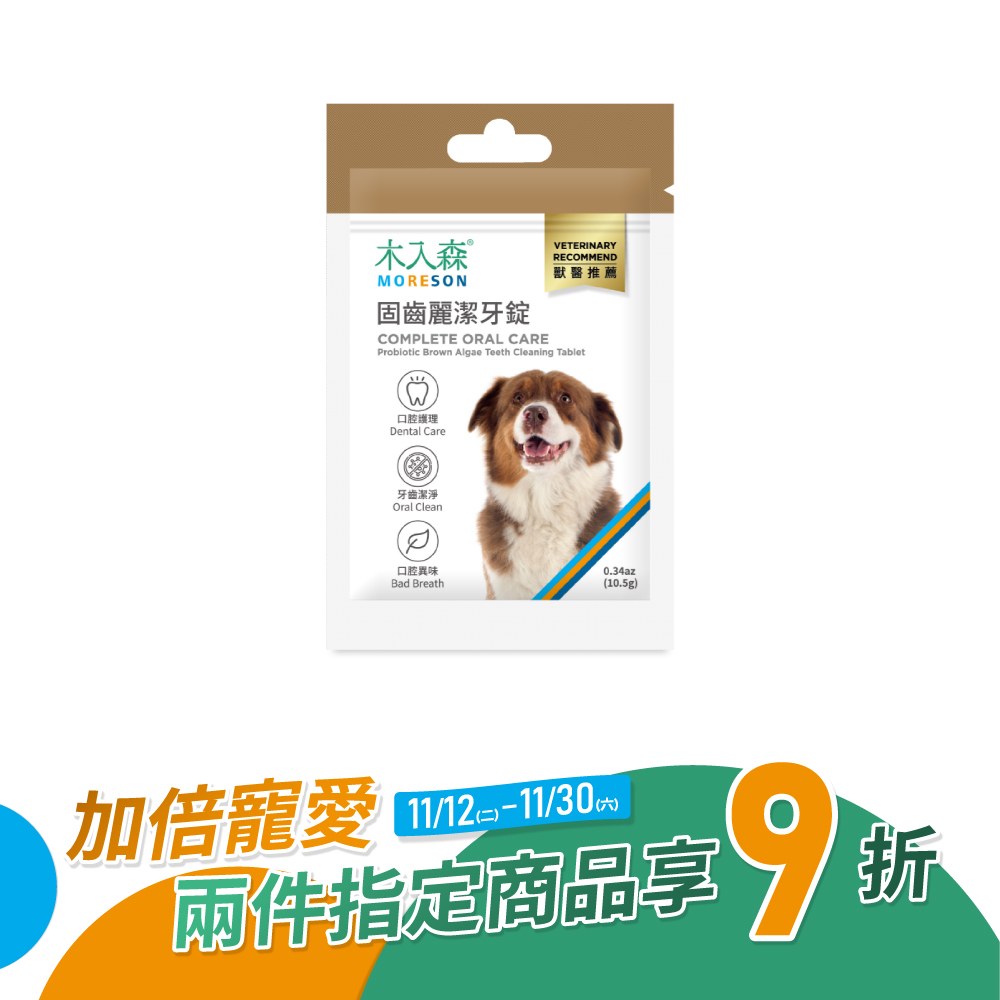 木入森®
MORESON
VETERINARY
RECOMMEND
獸醫推薦
固齒麗潔牙錠
COMPLETE ORAL CARE
Probiotic Brown Algae Teeth Cleaning Tablet
口腔護理
Dental Care
牙齒潔淨
Oral Clean
口腔異味
Bad Breath
0.34az
(10.5g)
加倍寵愛
11/12(二)-11/30(六)
兩件指定商品享9折